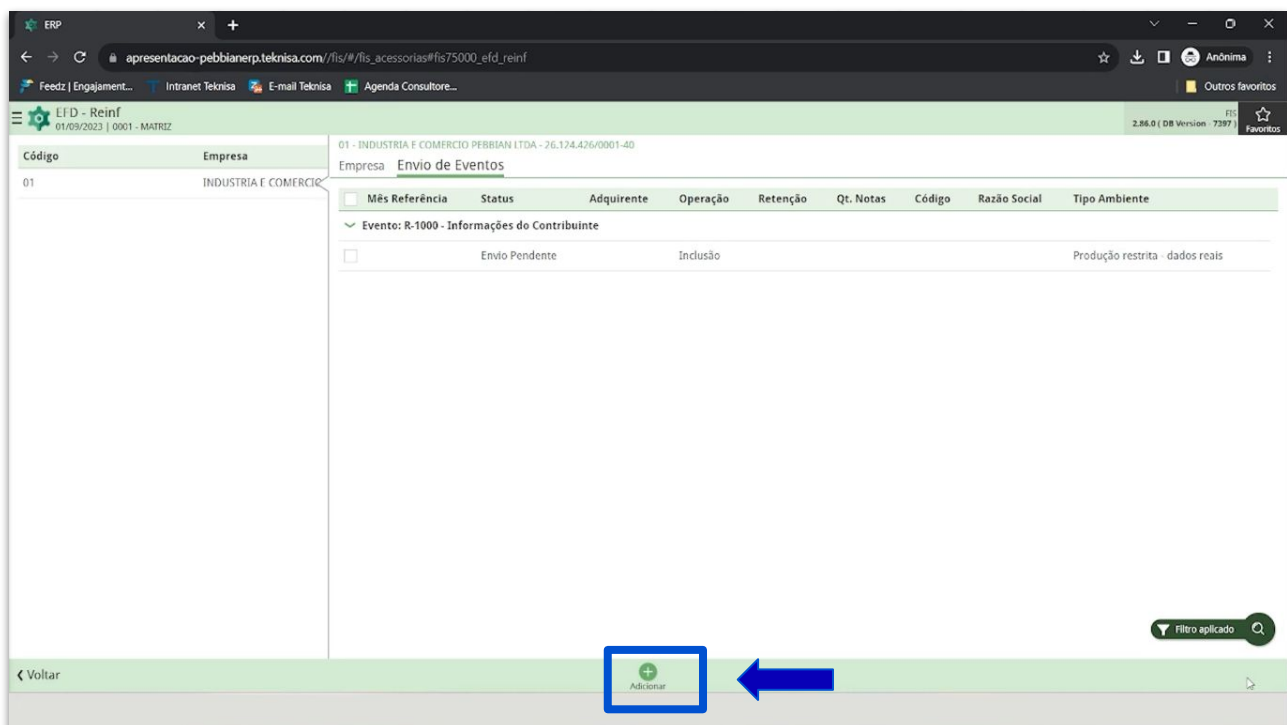 ERP
apresentacao-pebbianerp.teknisa.com//fis/#/fis_acessorias#fis75000_efd_reinf
Anônima
Feedz | Engajament... Intranet Teknisa E-mail Teknisa Agenda Consultore... Outros favoritos
EFD - Reinf
01/09/2023 | 0001 - MATRIZ
FIS
2.86.0 ( DB Version - 7397 )
Favoritos
01 - INDUSTRIA E COMERCIO PEBBIAN LTDA - 26.124.426/0001-40
Código Empresa
Empresa Envio de Eventos
01 INDUSTRIA E COMERCIO
Mês Referência Status Adquirente Operação Retenção Qt. Notas Código Razão Social Tipo Ambiente
Evento: R-1000 - Informações do Contribuinte
Envio Pendente Inclusão Produção restrita - dados reais
Filtro aplicado
Voltar
Adicionar